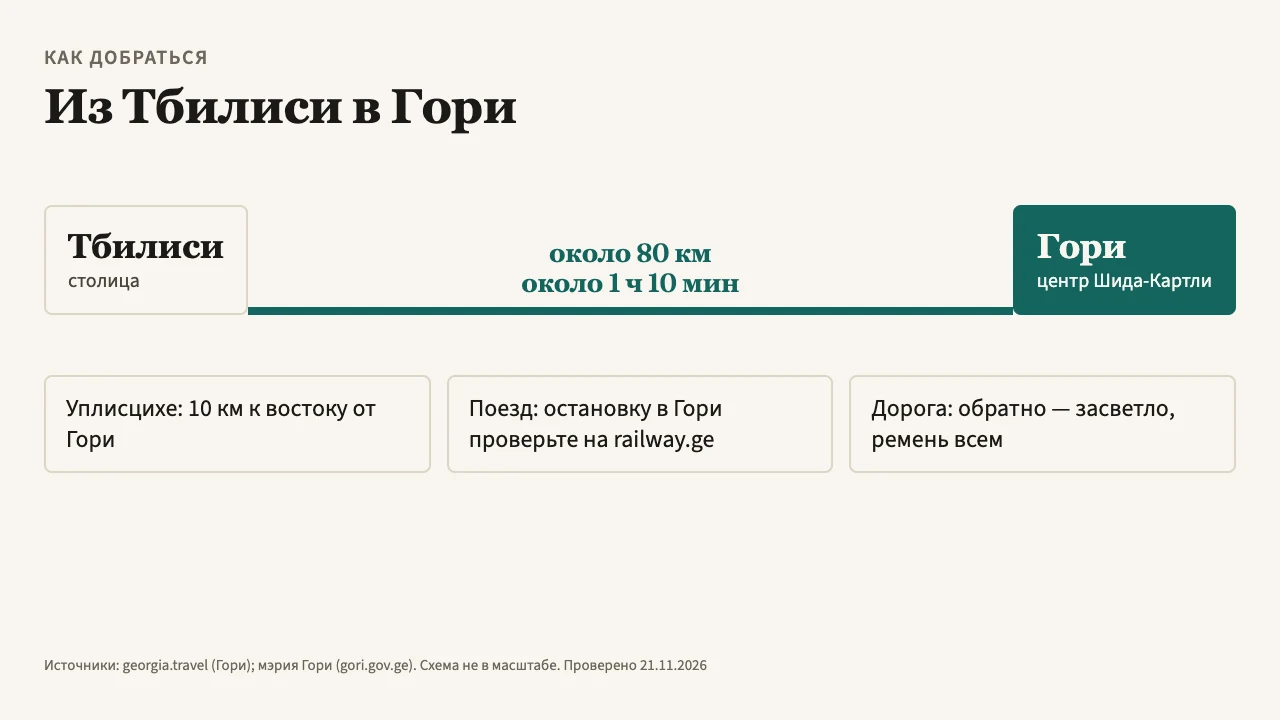 КАК ДОБРАТЬСЯ
Из Тбилиси в Гори
Тбилиси
столица
около 80 км
около 1 ч 10 мин
Гори
центр Шида-Картли
Уплисцихе: 10 км к востоку от
Гори
Поезд: остановку в Гори
проверьте на railway.ge
Дорога: обратно — засветло,
ремень всем
Источники: georgia.travel (Гори); мэрия Гори (gori.gov.ge). Схема не в масштабе. Проверено 21.11.2026